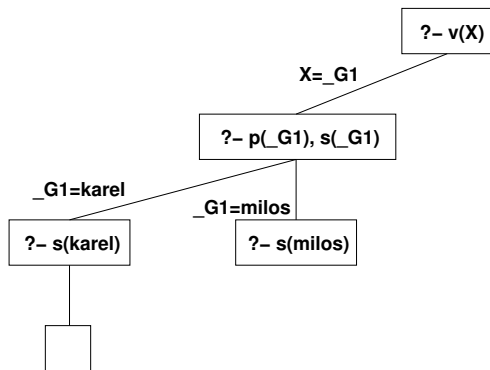 ?– v(X)
X=_G1
?– p(_G1), s(_G1)
_G1=karel
_G1=milos
?– s(karel)
?– s(milos)